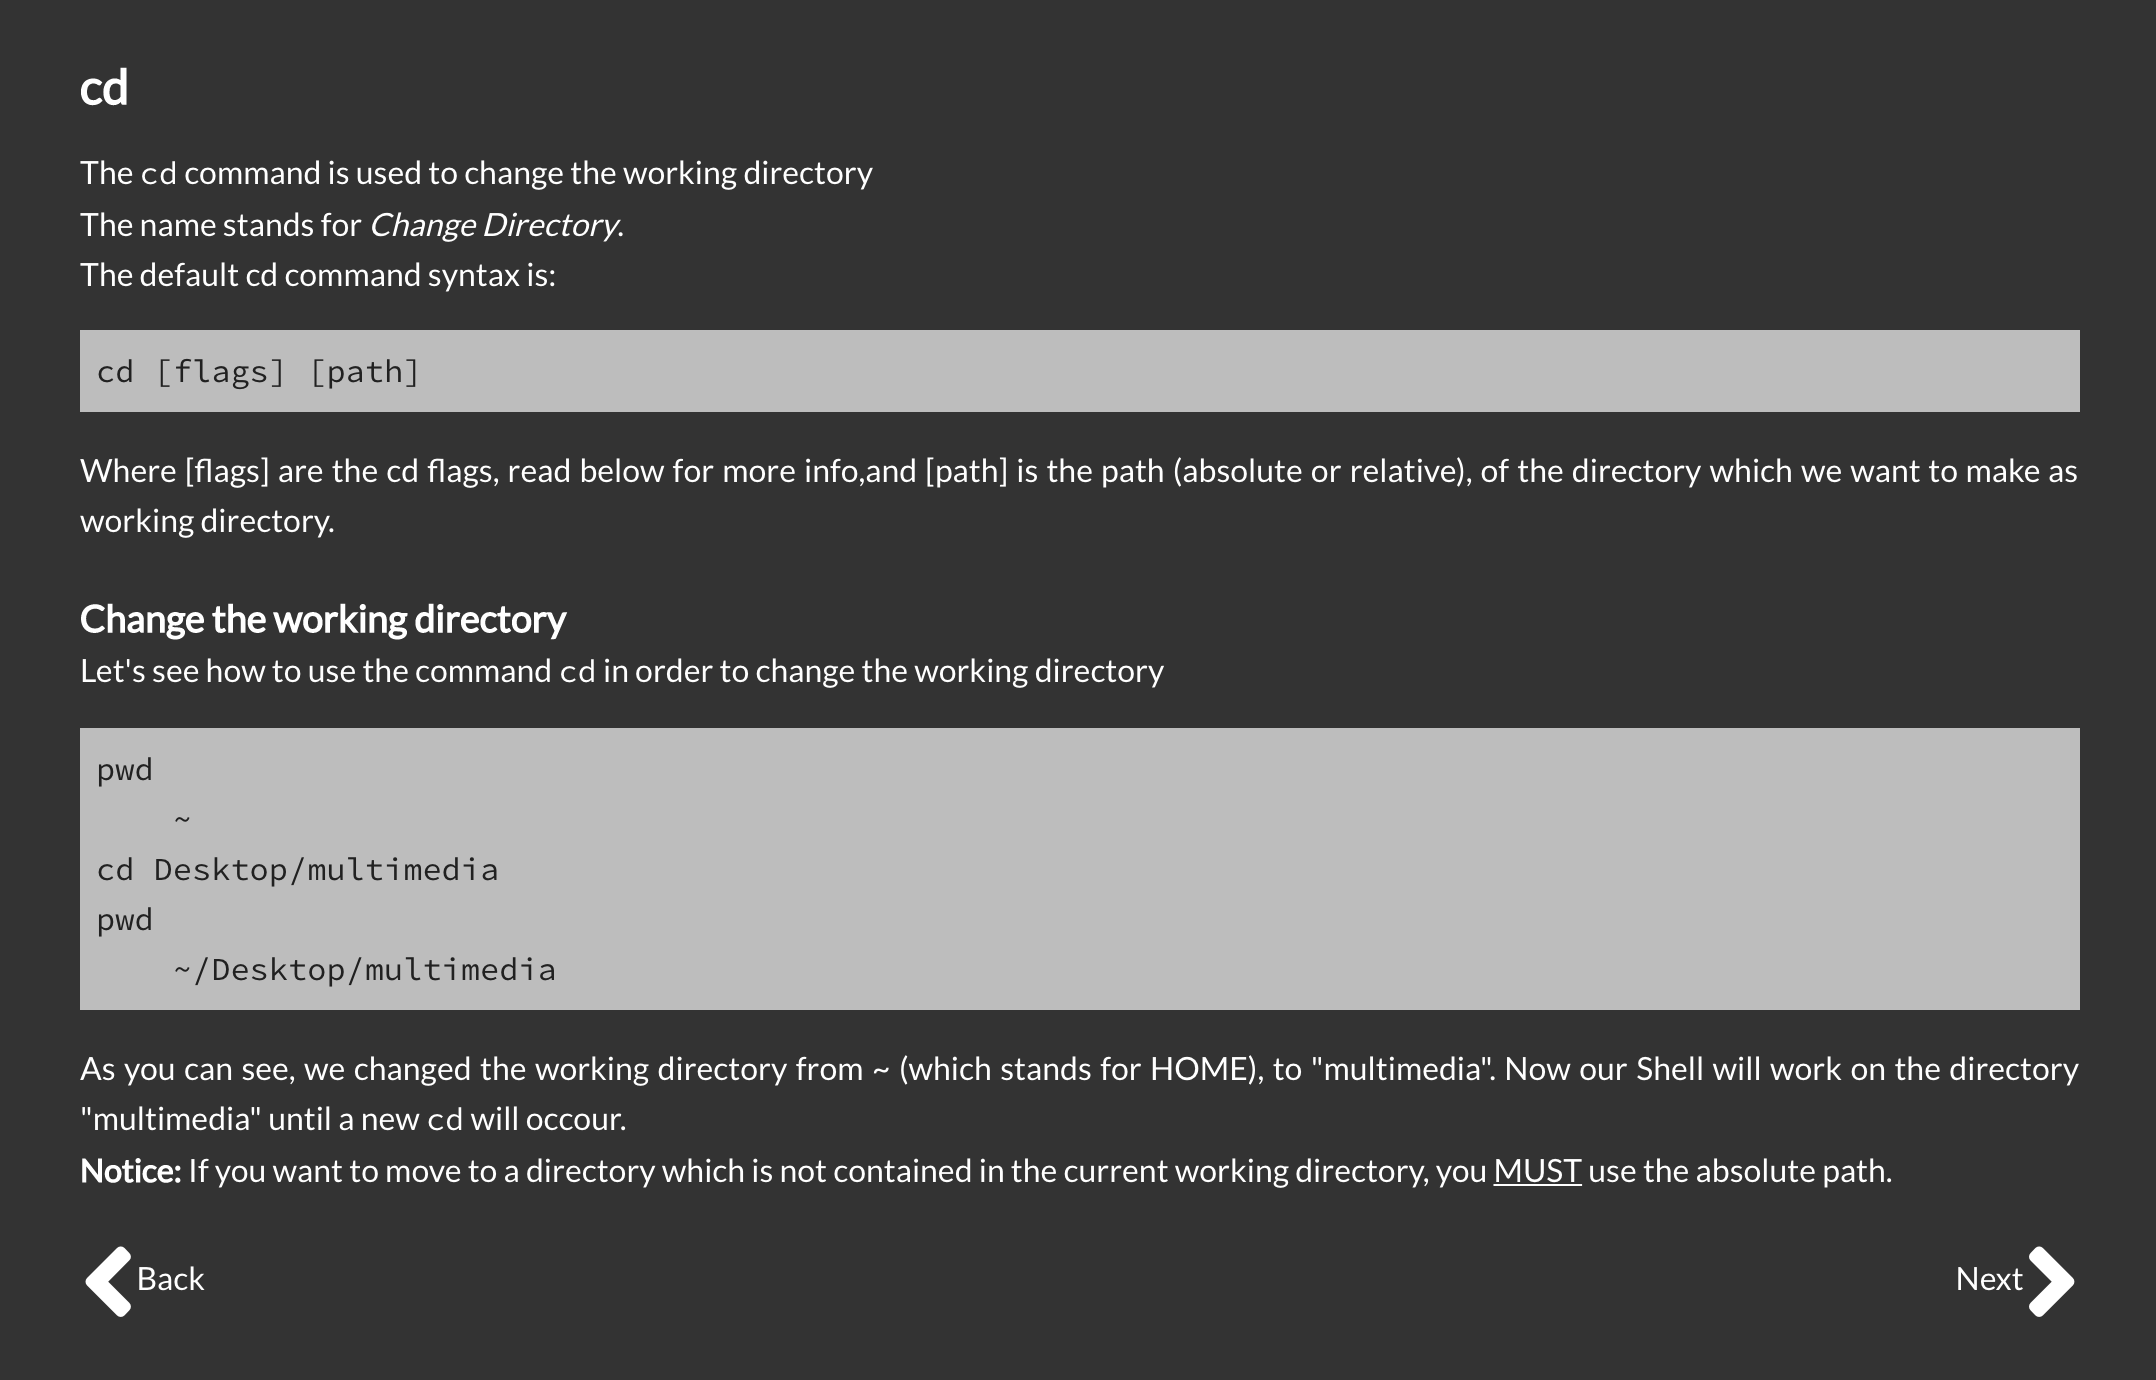 cd
The cd command is used to change the working directory
The name stands for Change Directory.
The default cd command syntax is:
cd [flags] [path]
Where [flags] are the cd flags, read below for more info,and [path] is the path (absolute or relative), of the directory which we want to make as
working directory.
Change the working directory
Let's see how to use the command cd in order to change the working directory
pwd
    ~
cd Desktop/multimedia
pwd
    ~/Desktop/multimedia
As you can see, we changed the working directory from ~ (which stands for HOME), to "multimedia". Now our Shell will work on the directory
"multimedia" until a new cd will occour.
Notice: If you want to move to a directory which is not contained in the current working directory, you MUST use the absolute path.
Back
Next